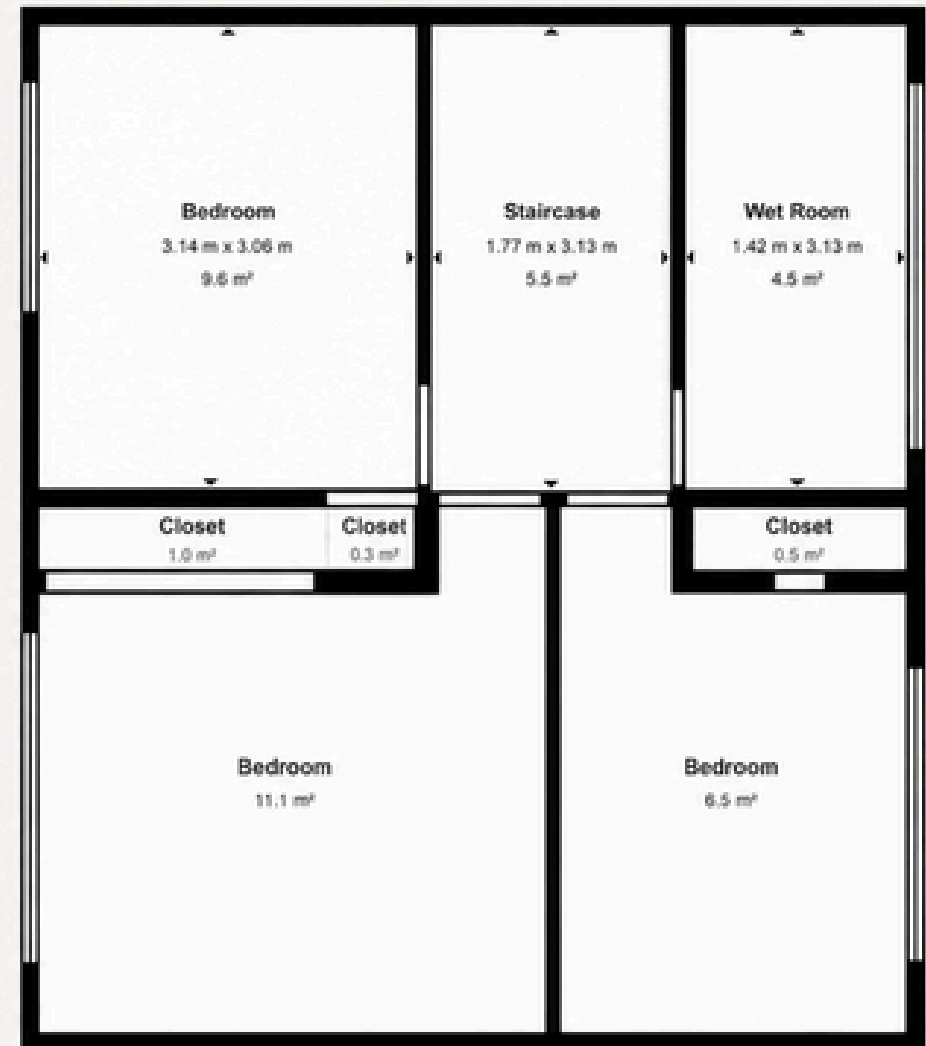 Bedroom
3.14 m x 3.06 m
9.6 m²
Staircase
1.77 m x 3.13 m
5.5 m²
Wet Room
1.42 m x 3.13 m
4.5 m²
Closet
1.0 m²
Closet
0.3 m²
Closet
0.5 m²
Bedroom
11.1 m²
Bedroom
6.5 m²